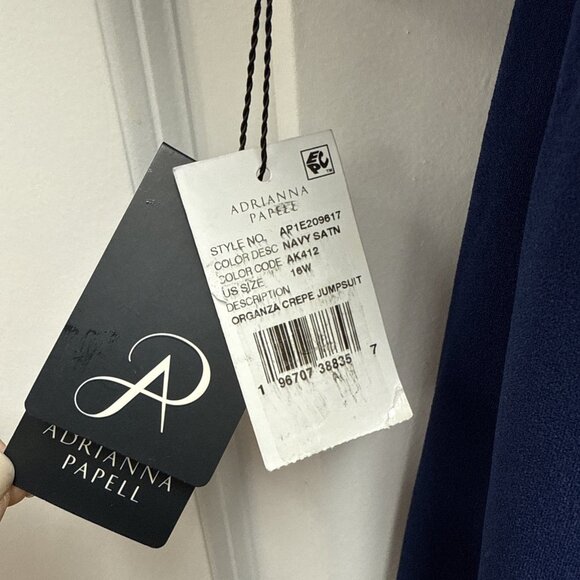 EPC
ADRIANNA
PAPELL
STYLE NO. AP1E209617
COLOR DESC NAVY SATN
COLOR CODE AK412
US SIZE 16W
DESCRIPTION
ORGANZA CREPE JUMPSUIT
1 96707 38835 7
ADRIANNA
PAPELL